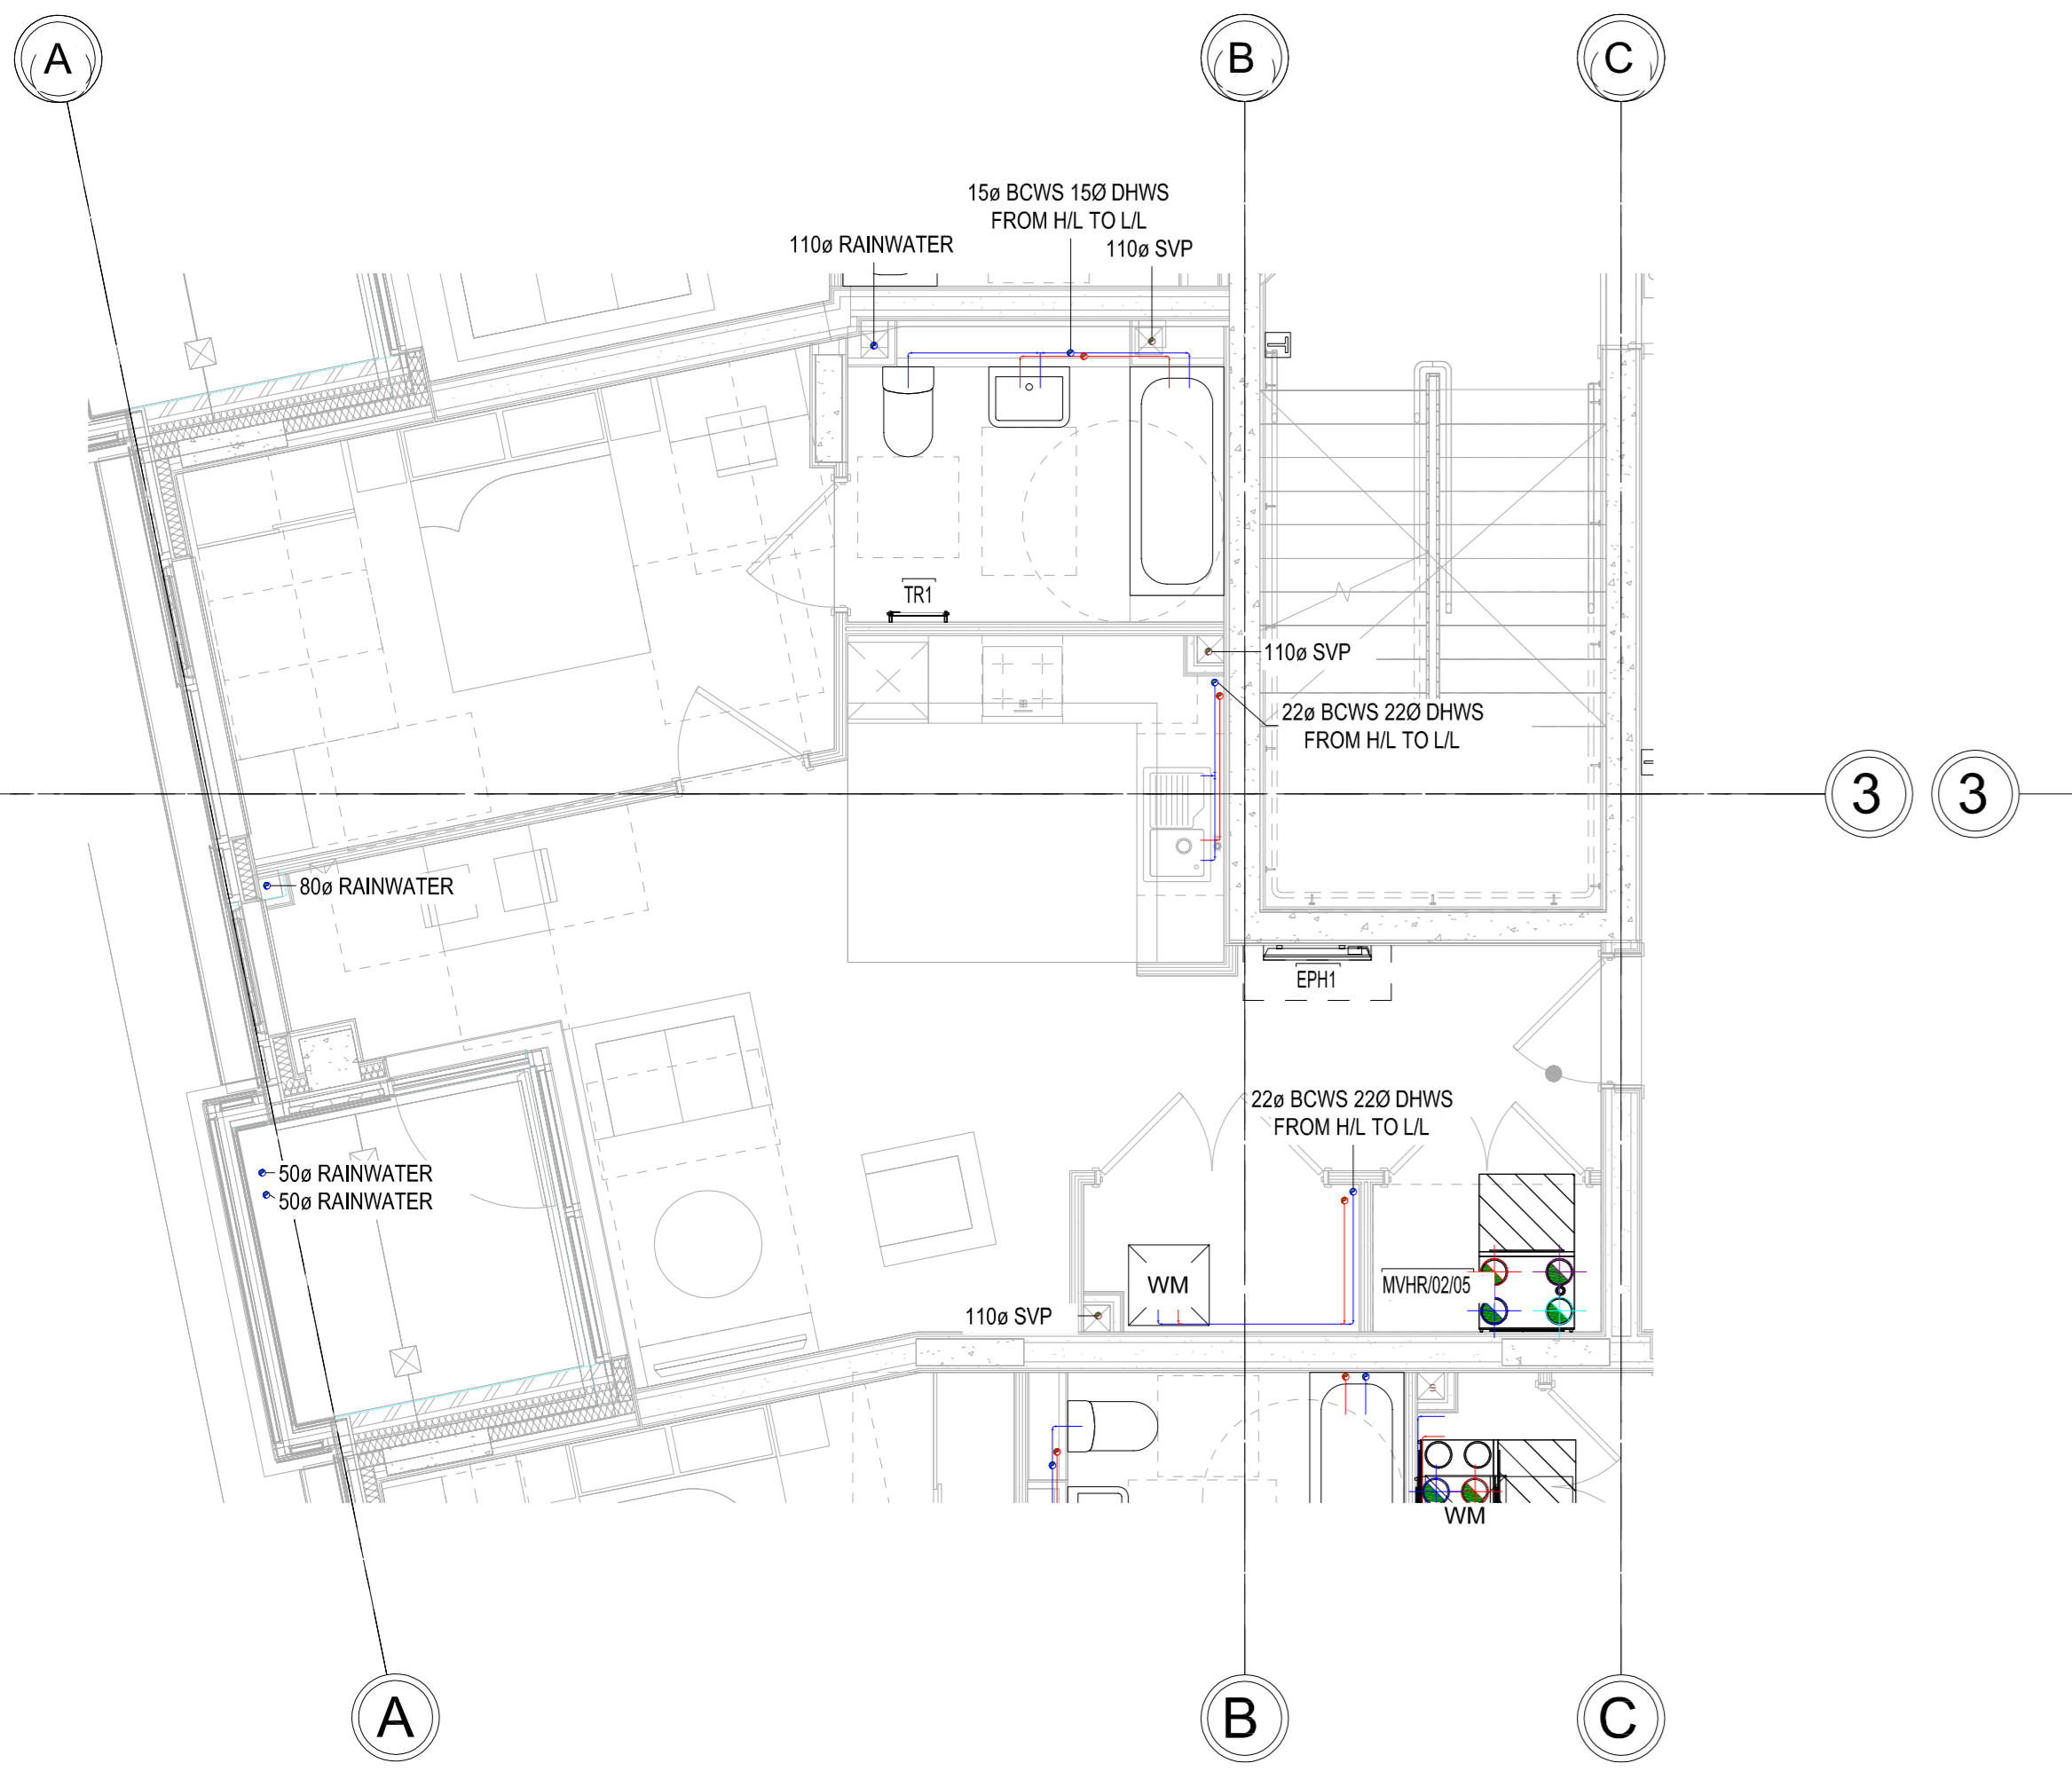 A
B
C
15ø BCWS 15Ø DHWS
FROM H/L TO L/L
110ø RAINWATER
110ø SVP
T
TR1
110ø SVP
22ø BCWS 22Ø DHWS
FROM H/L TO L/L
3
3
80ø RAINWATER
EPH1
22ø BCWS 22Ø DHWS
FROM H/L TO L/L
50ø RAINWATER
50ø RAINWATER
WM
MVHR/02/05
110ø SVP
S
WM
A
B
C